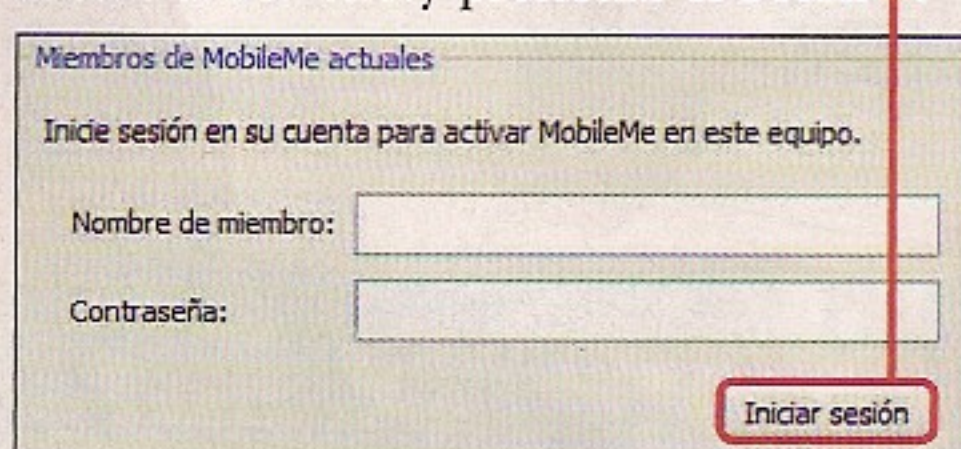 Miembros de MobileMe actuales
Inicie sesión en su cuenta para activar MobileMe en este equipo.
Nombre de miembro:
Contraseña:
Iniciar sesión